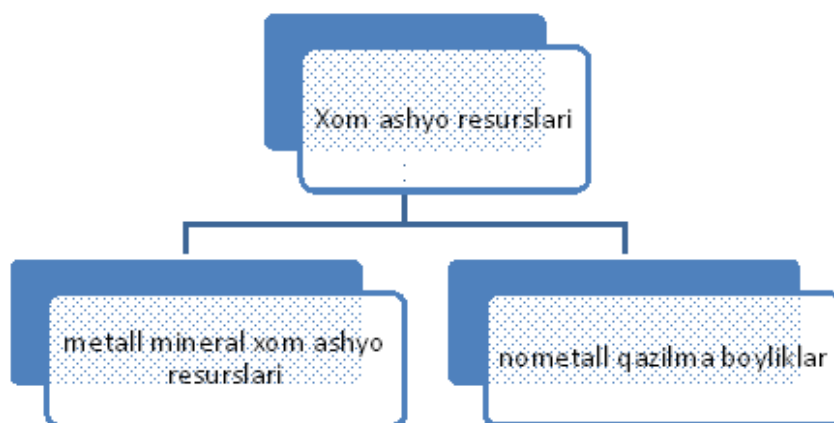 Xom ashyo resurslari
metall mineral xom ashyo
resurslari
nometall qazilma boyliklar